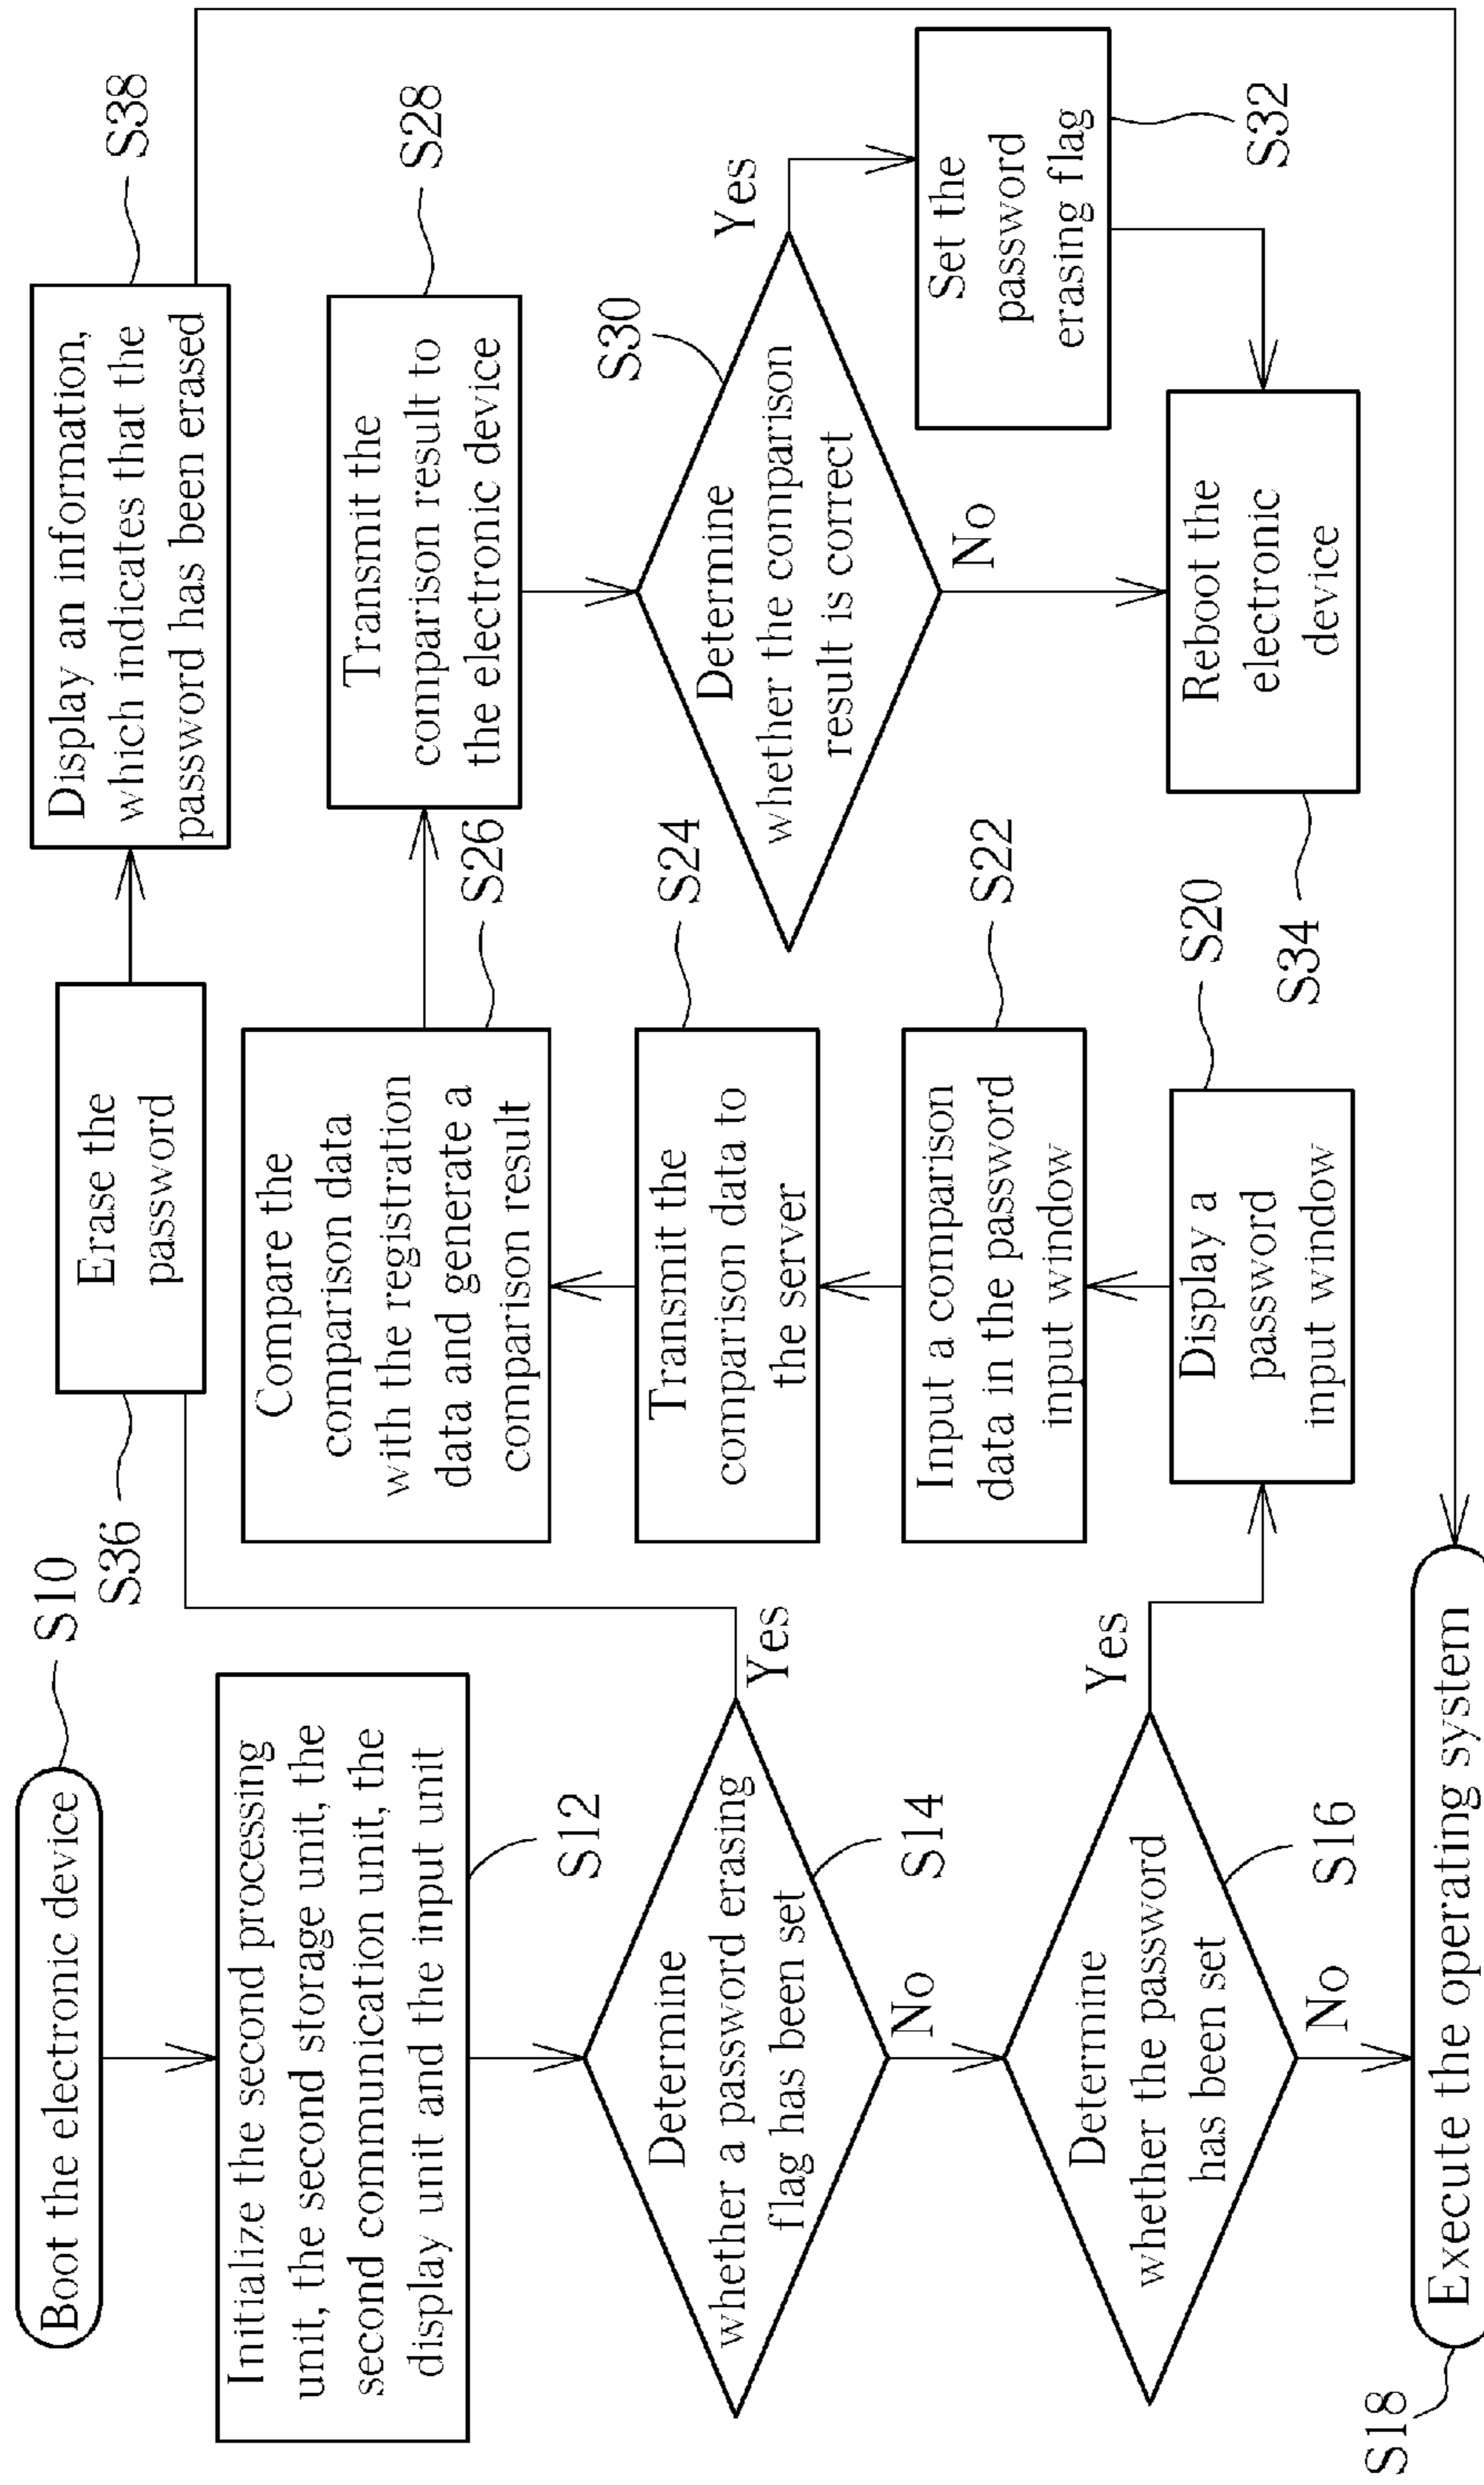 Boot the electronic device
S10
Initialize the second processing
unit, the second storage unit, the
second communication unit, the
display unit and the input unit
S12
Determine
whether a password erasing
flag has been set
S14
Yes
No
Determine
whether the password
has been set
S16
Yes
No
Execute the operating system
S18
Erase the
password
S36
Display an information,
which indicates that the
password has been erased
S38
Compare the
comparison data
with the registration
data and generate a
comparison result
S26
Transmit the
comparison data to
the server
S24
Input a comparison
data in the password
input window
S22
Display a
password
input window
S20
Transmit the
comparison result to
the electronic device
S28
Determine
whether the comparison
result is correct
S30
Yes
No
Set the
password
erasing flag
S32
Reboot the
electronic
device
S34